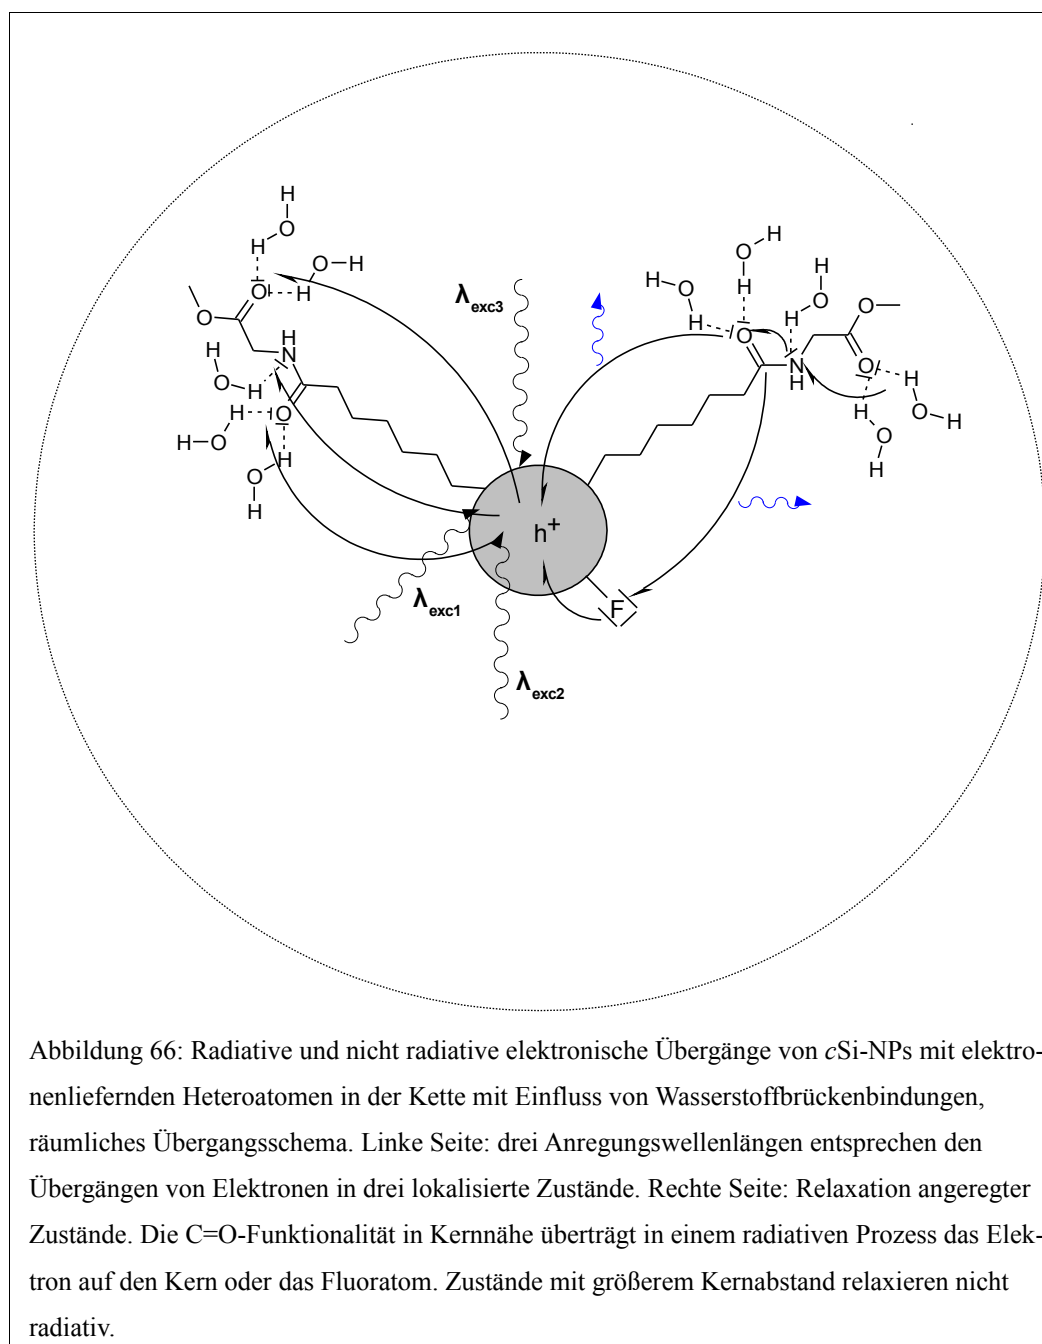 H
O
H
O–H
H
O
O
H
N
H
O
H
H
O
H–O
H
O
H
λexc3
H
O
H
H
O
H
H
O
H
O
O
N
H
O
H
O
H
H
O
H
h+
F
λexc1
λexc2
Abbildung 66: Radiative und nicht radiative elektronische Übergänge von cSi-NPs mit elektro-
nenliefernden Heteroatomen in der Kette mit Einfluss von Wasserstoffbrückenbindungen,
räumliches Übergangsschema. Linke Seite: drei Anregungswellenlängen entsprechen den
Übergängen von Elektronen in drei lokalisierte Zustände. Rechte Seite: Relaxation angeregter
Zustände. Die C=O-Funktionalität in Kernnähe überträgt in einem radiativen Prozess das Elek-
tron auf den Kern oder das Fluoratom. Zustände mit größerem Kernabstand relaxieren nicht
radiativ.